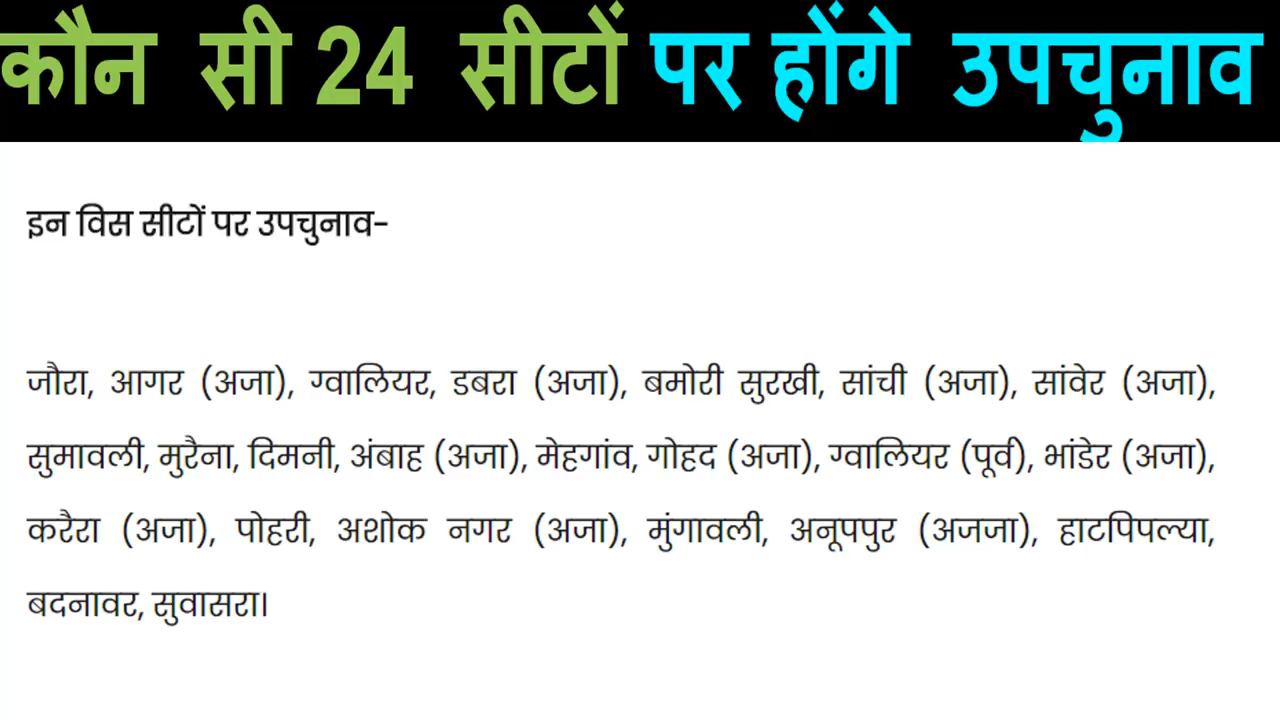 कौन सी 24 सीटों पर होंगे उपचुनाव
इन विस सीटों पर उपचुनाव-
जौरा, आगर (अजा), ग्वालियर, डबरा (अजा), बमोरी सुरखी, सांची (अजा), सांवेर (अजा),
सुमावली, मुरैना, दिमनी, अंबाह (अजा), मेहगांव, गोहद (अजा), ग्वालियर (पूर्व), भांडेर (अजा),
करैरा (अजा), पोहरी, अशोक नगर (अजा), मुंगावली, अनूपपुर (अजजा), हाटपिपल्या,
बदनावर, सुवासरा।